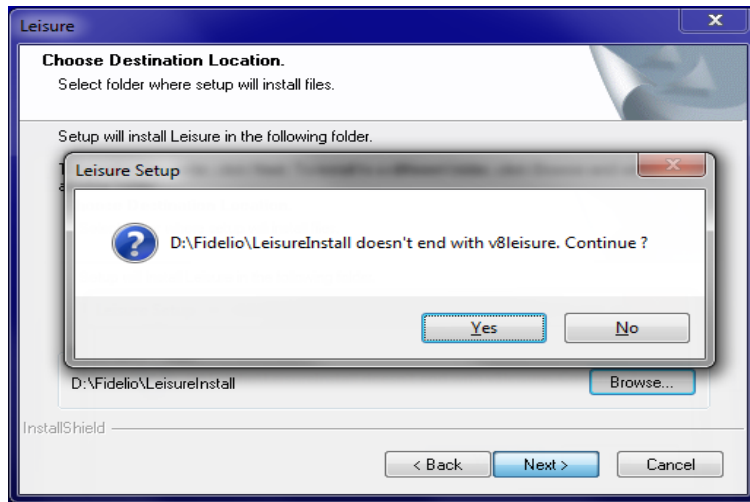 Leisure
Choose Destination Location.
Select folder where setup will install files.
Setup will install Leisure in the following folder.
Leisure Setup
D:\Fidelio\LeisureInstall doesn't end with v8leisure. Continue ?
Yes
No
D:\Fidelio\LeisureInstall
Browse...
InstallShield
< Back
Next >
Cancel